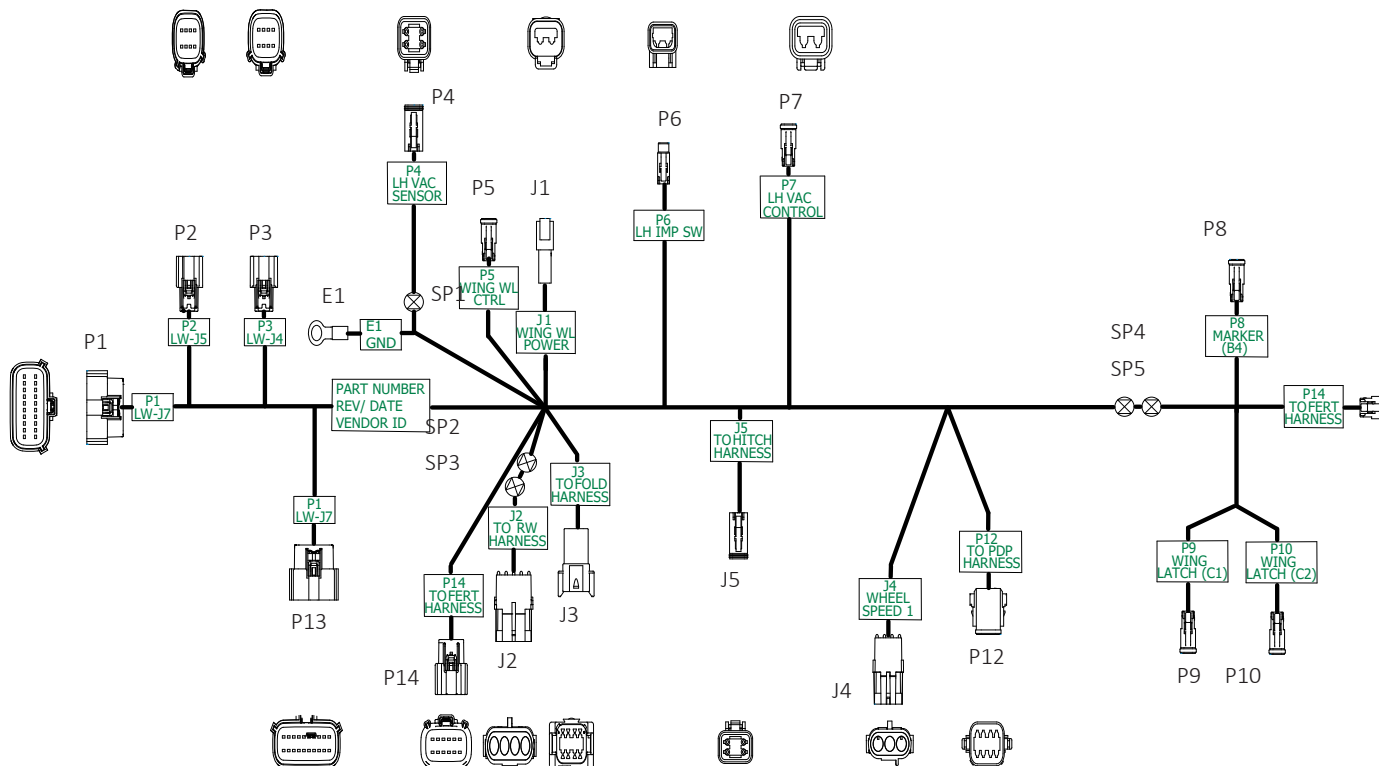 P4
P7
P6
P4
LH VAC
SENSOR
P5
J1
P7
LH VAC
CONTROL
P6
LH IMP SW
P2
P3
P8
E1
SP1
P5
WING WL
CTRL
P2
LW-J5
P3
LW-J4
E1
GND
J1
WING WL
POWER
SP4
P8
MARKER
(B4)
P1
SP5
P1
LW-J7
PART NUMBER
REV/ DATE
VENDOR ID
P14
TO FERT
HARNESS
SP2
SP3
J5
TO HITCH
HARNESS
J3
TO FOLD
HARNESS
P1
LW-J7
J2
TO RW
HARNESS
P12
TO PDP
HARNESS
P9
WING
LATCH (C1)
P10
WING
LATCH (C2)
P14
TO FERT
HARNESS
J4
WHEEL
SPEED 1
J5
P13
J3
J2
P14
P12
J4
P9
P10